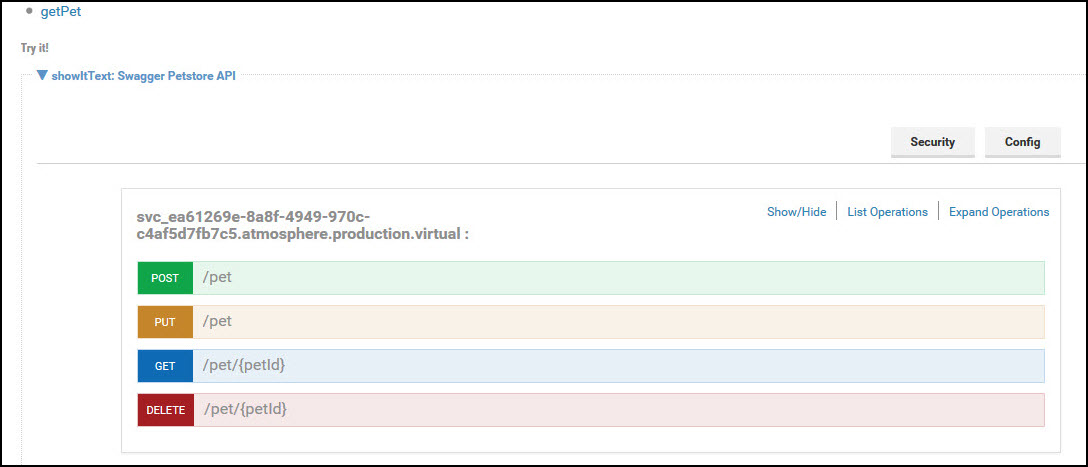 getPet
Try it!
showItText: Swagger Petstore API
Security Config
svc_ea61269e-8a8f-4949-970c-
c4af5d7fb7c5.atmosphere.production.virtual :
Show/Hide List Operations Expand Operations
POST /pet
PUT /pet
GET /pet/{petId}
DELETE /pet/{petId}